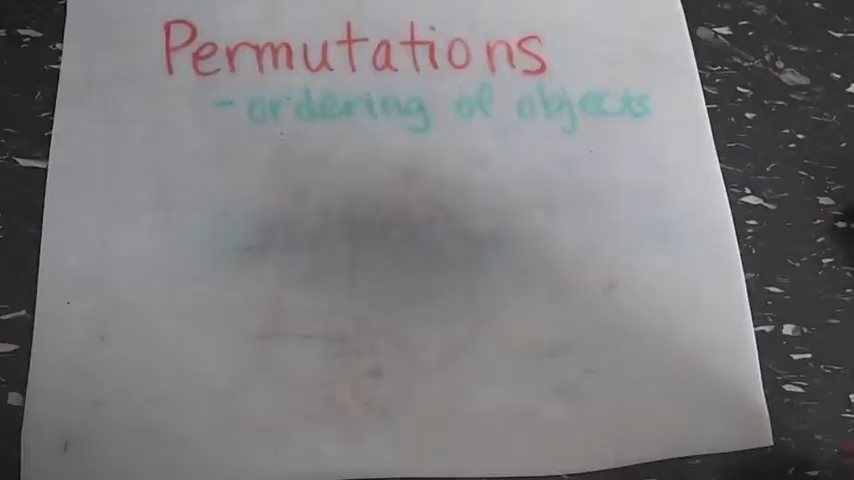 Permutations
- ordering of objects